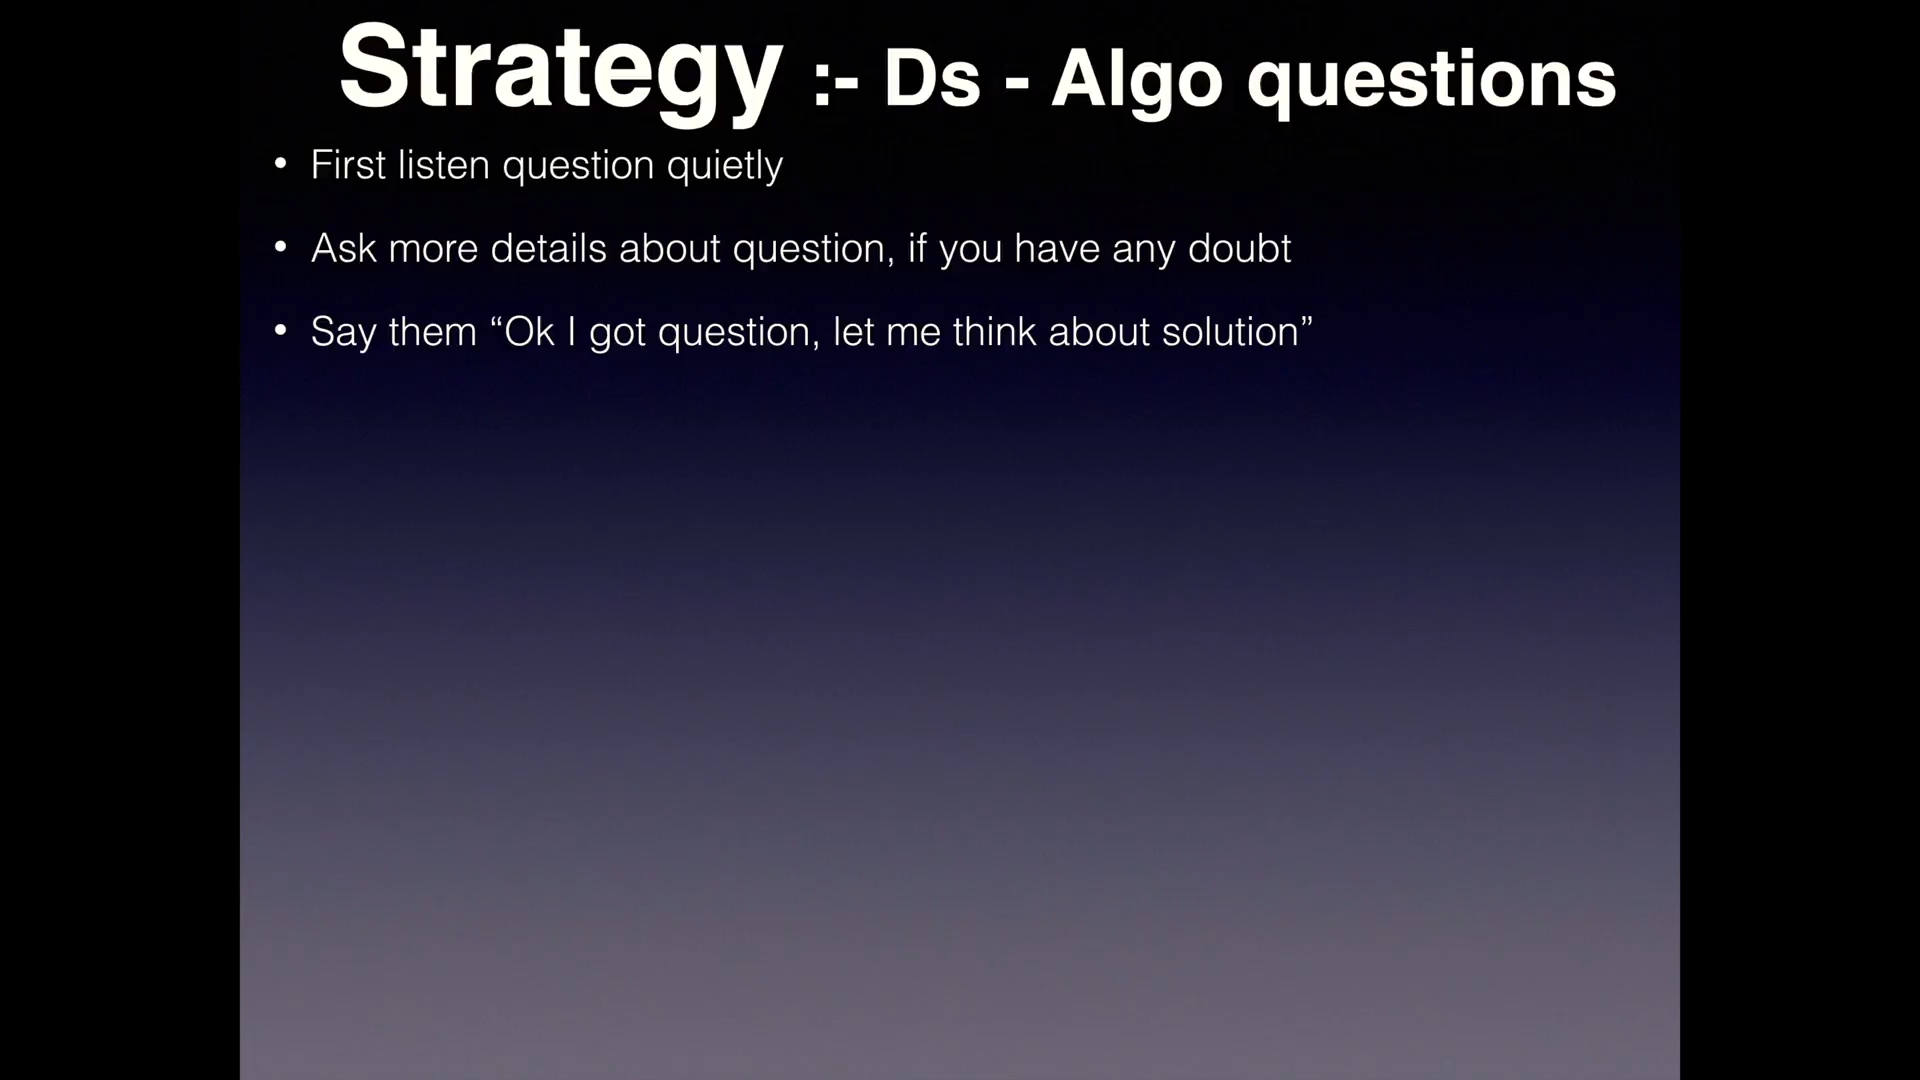 Strategy :- Ds - Algo questions
• First listen question quietly
• Ask more details about question, if you have any doubt
• Say them “Ok I got question, let me think about solution”